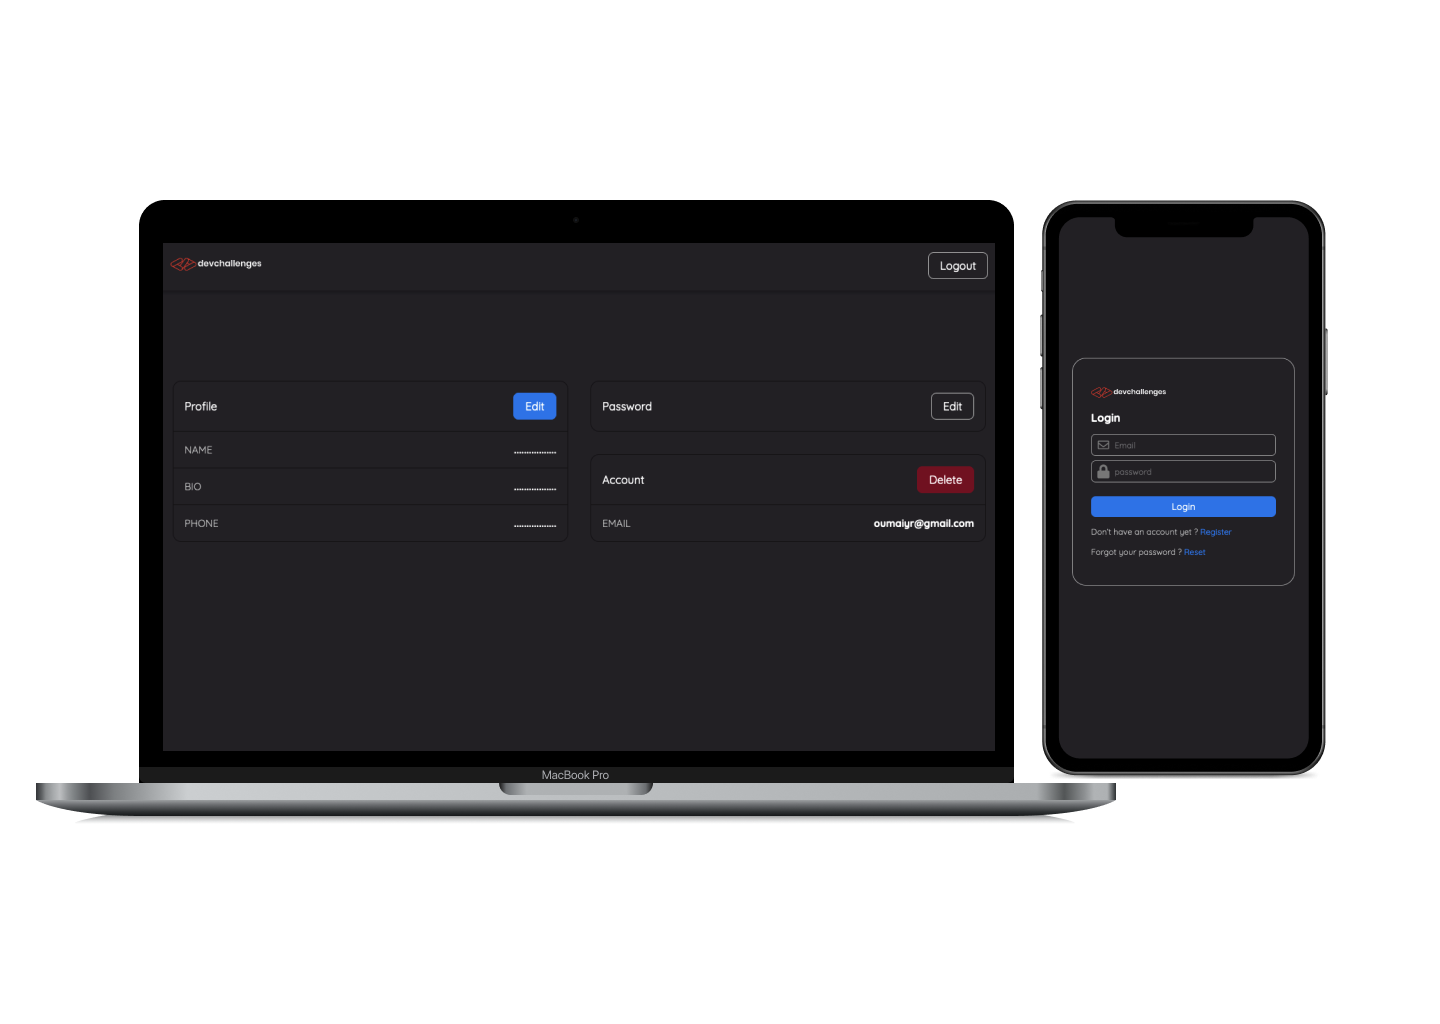 devchallenges
Logout
Profile
Edit
NAME
................
BIO
................
PHONE
................
Password
Edit
Account
Delete
EMAIL
oumaiyr@gmail.com
MacBook Pro
devchallenges
Login
Email
password
Login
Don't have an account yet ? Register
Forgot your password ? Reset